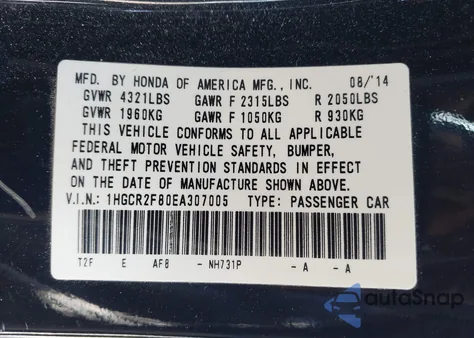 MFD. BY HONDA OF AMERICA MFG., INC. 08/'14
GVWR 4321LBS GAWR F 2315LBS R 2050LBS
GVWR 1960KG GAWR F 1050KG R 930KG
THIS VEHICLE CONFORMS TO ALL APPLICABLE
FEDERAL MOTOR VEHICLE SAFETY, BUMPER,
AND THEFT PREVENTION STANDARDS IN EFFECT
ON THE DATE OF MANUFACTURE SHOWN ABOVE.
V.I.N.: 1HGCR2F80EA307005 TYPE: PASSENGER CAR
T2F E AF8 - NH731P - A - A
autoSnap